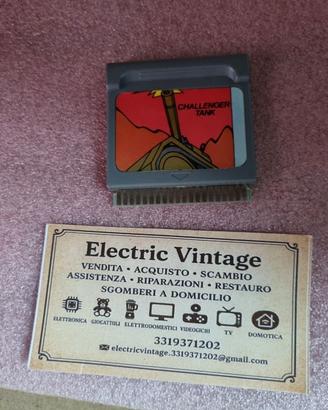 CHALLENGER
TANK
Electric Vintage
VENDITA • ACQUISTO • SCAMBIO
ASSISTENZA • RIPARAZIONI • RESTAURO
SGOMBERI A DOMICILIO
ELETTRONICA GIOCATTOLI ELETTRODOMESTICI VIDEOGICHI TV DOMOTICA
3319371202
electricvintage.3319371202@gmail.com